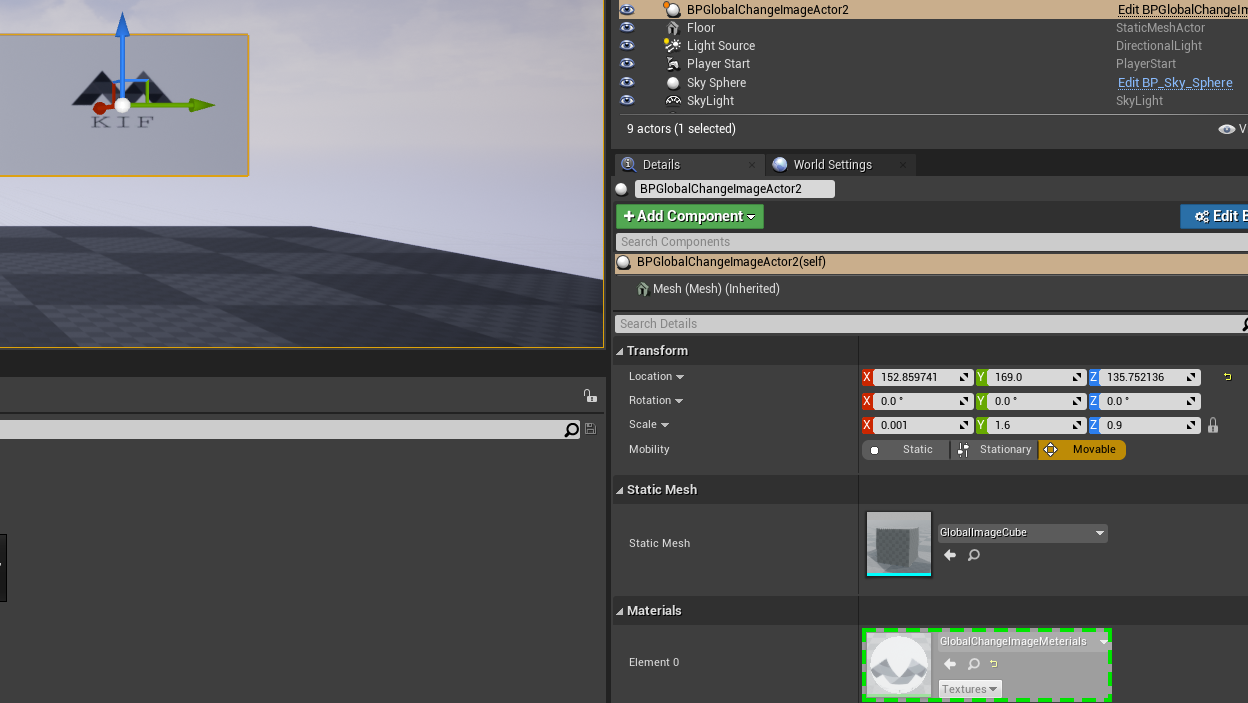 BPGlobalChangeImageActor2 Edit BPGlobalChangeIm
Floor StaticMeshActor
Light Source DirectionalLight
Player Start PlayerStart
Sky Sphere Edit BP_Sky_Sphere
SkyLight SkyLight
9 actors (1 selected) V
KIF
Details World Settings
BPGlobalChangeImageActor2
+Add Component Edit B
Search Components
BPGlobalChangeImageActor2(self)
Mesh (Mesh) (Inherited)
Search Details
Transform
Location X 152.859741 Y 169.0 Z 135.752136
Rotation X 0.0 ° Y 0.0 ° Z 0.0 °
Scale X 0.001 Y 1.6 Z 0.9
Mobility Static Stationary Movable
Static Mesh
Static Mesh GlobalImageCube
Materials
Element 0 GlobalChangeImageMeterials
Textures